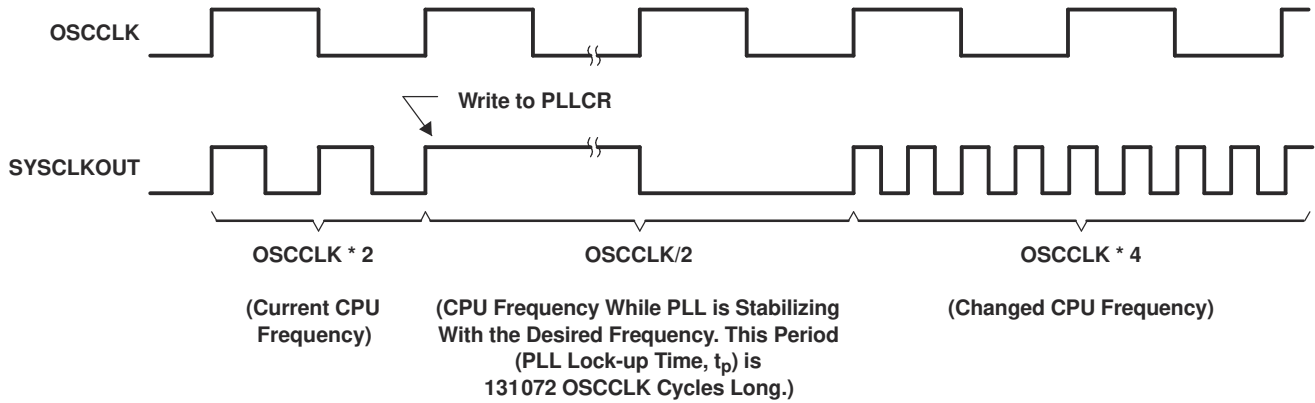 OSCCLK
Write to PLLCR
SYSCLKOUT
OSCCLK * 2
(Current CPU
Frequency)
OSCCLK/2
(CPU Frequency While PLL is Stabilizing
With the Desired Frequency. This Period
(PLL Lock-up Time, tp) is
131072 OSCCLK Cycles Long.)
OSCCLK * 4
(Changed CPU Frequency)